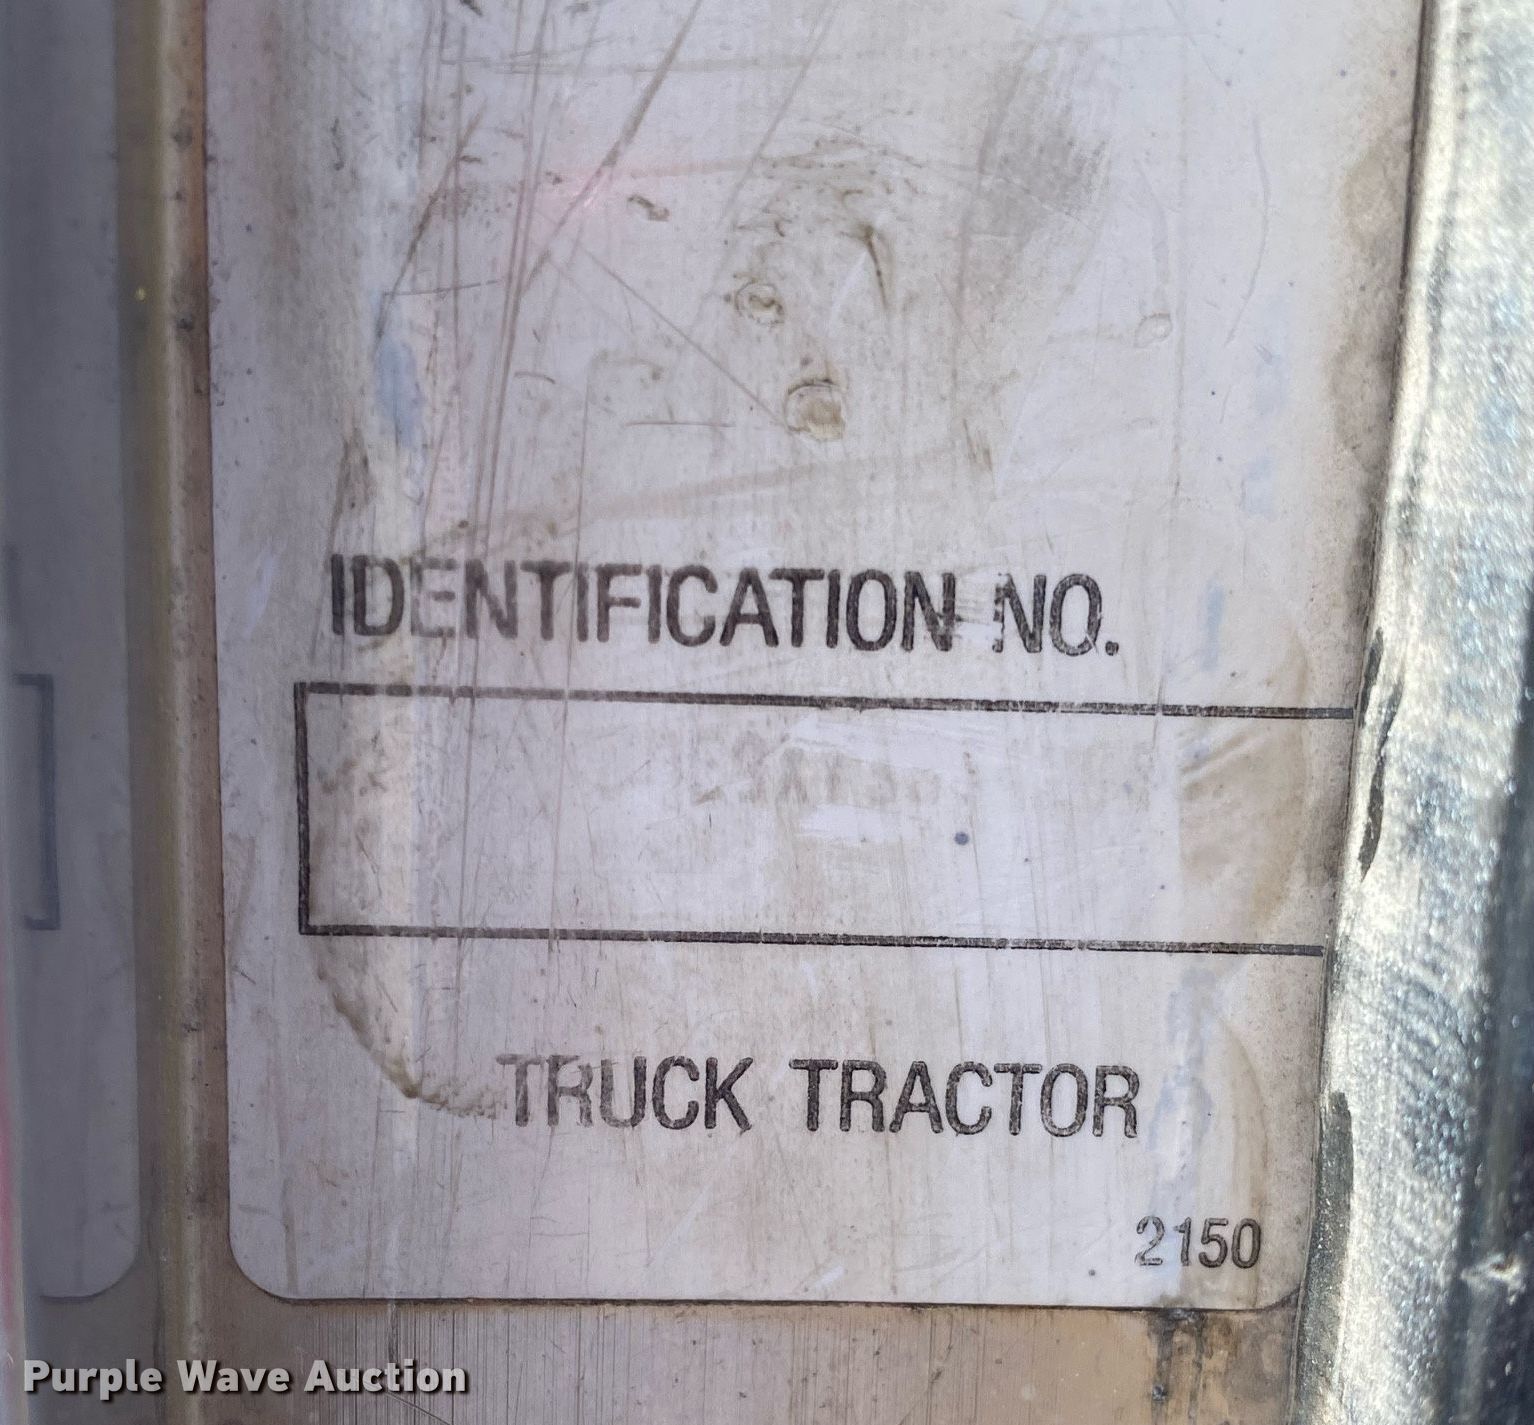 IDENTIFICATION NO.
TRUCK TRACTOR
2150
Purple Wave Auction